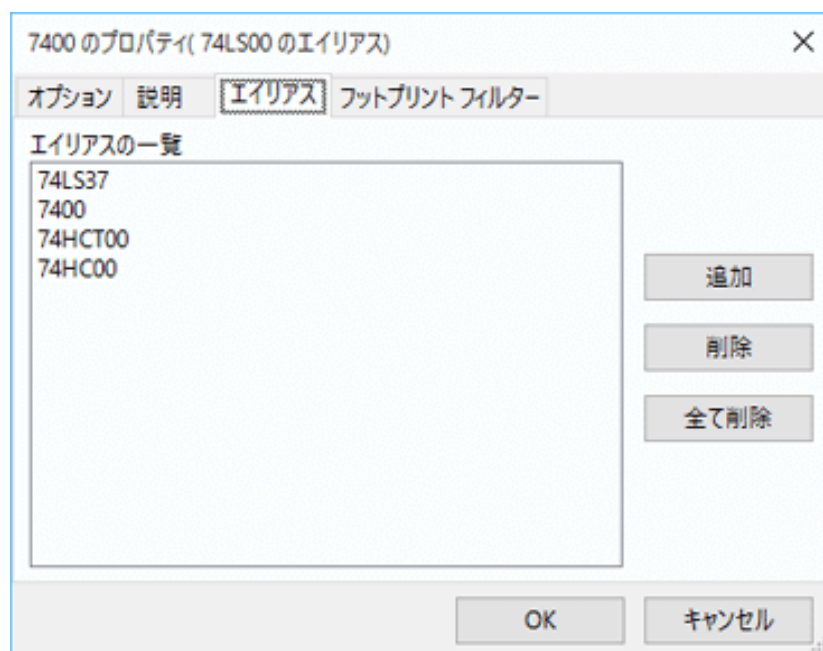 7400 のプロパティ( 74LS00 のエイリアス)
オプション 説明 エイリアス フットプリント フィルター
エイリアスの一覧
74LS37
7400
74HCT00
74HC00
追加
削除
全て削除
OK キャンセル